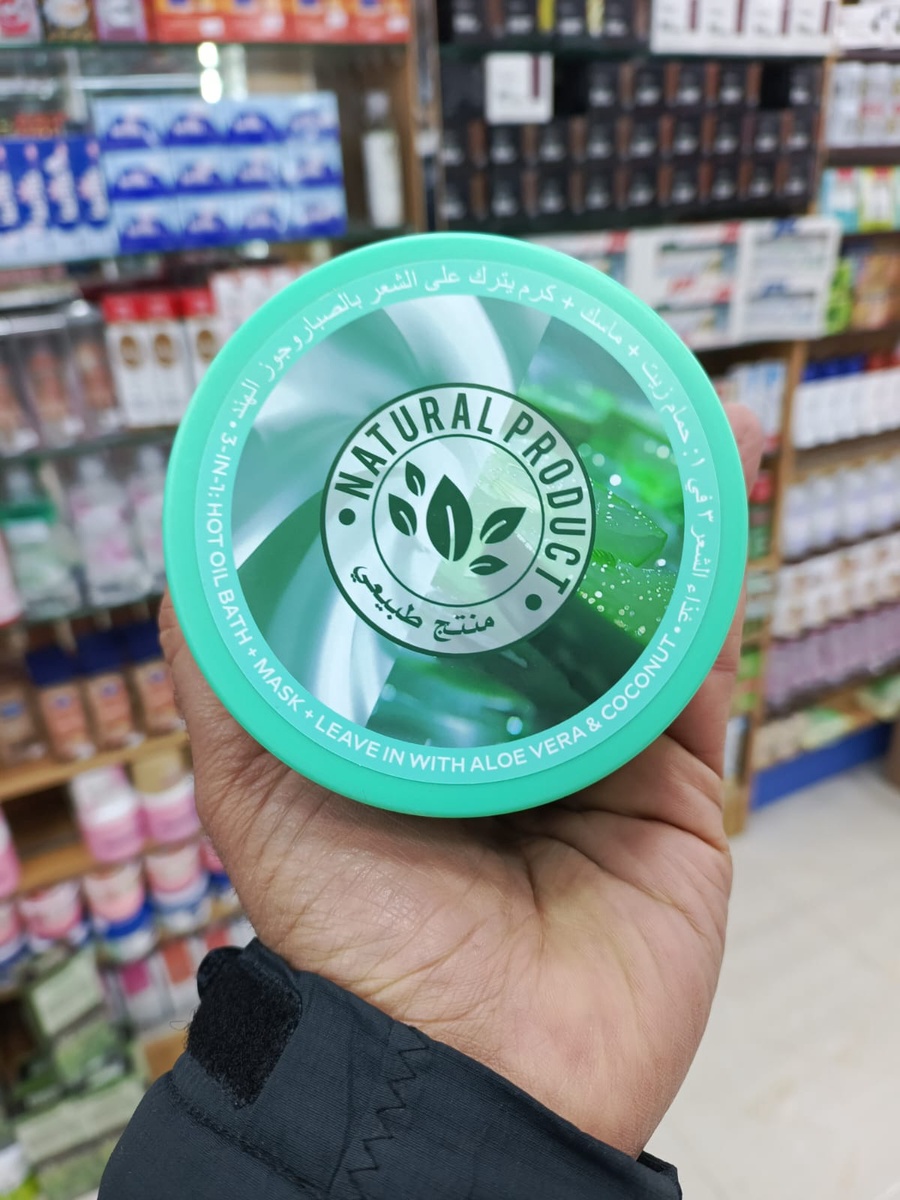 غذاء الشعر ٣ في ١: حمام زيت + ماسك + كرم يترك على الشعر بالصبار وجوز الهند
3-IN-1: HOT OIL BATH + MASK + LEAVE IN WITH ALOE VERA & COCONUT
NATURAL PRODUCT
منتج طبيعي